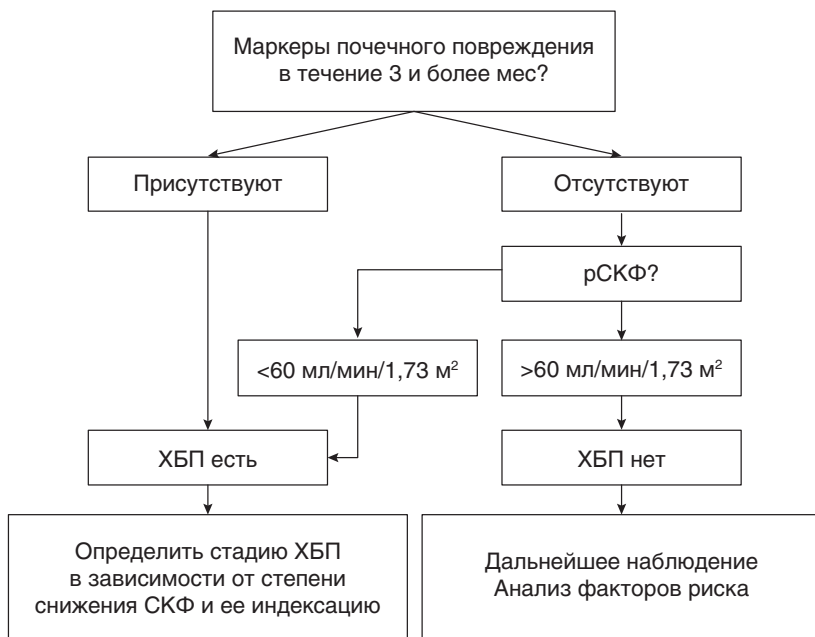 Маркеры почечного повреждения
в течение 3 и более мес?
Присутствуют
Отсутствуют
рСКФ?
<60 мл/мин/1,73 м²
>60 мл/мин/1,73 м²
ХБП есть
ХБП нет
Определить стадию ХБП
в зависимости от степени
снижения СКФ и ее индексацию
Дальнейшее наблюдение
Анализ факторов риска